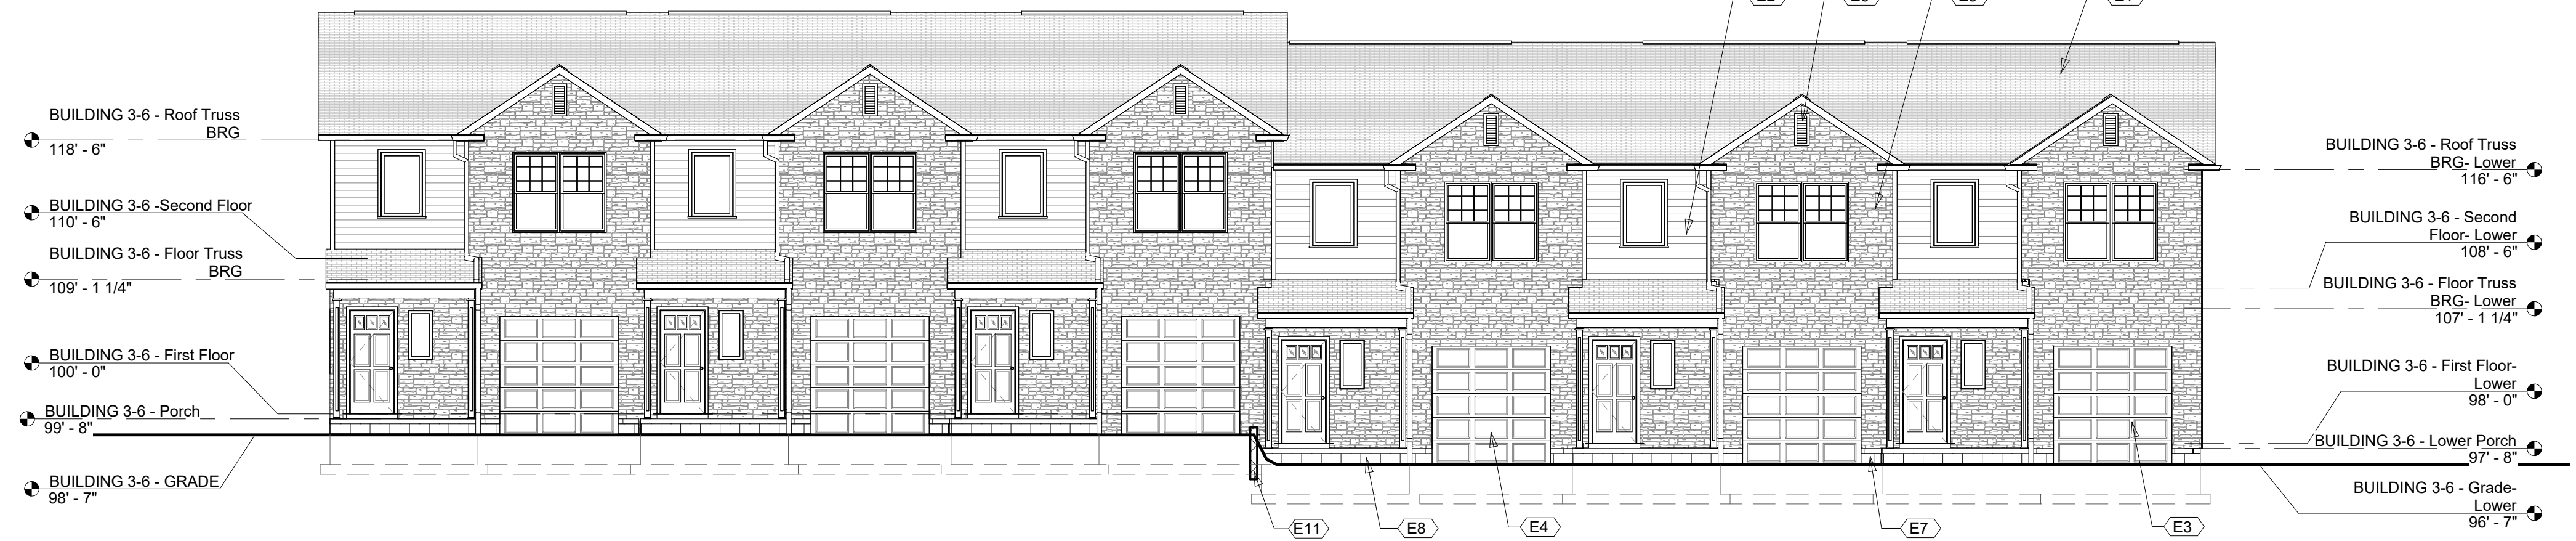 BUILDING 3-6 - Roof Truss
BRG
118' - 6"
BUILDING 3-6 -Second Floor
110' - 6"
BUILDING 3-6 - Floor Truss
BRG
109' - 1 1/4"
BUILDING 3-6 - First Floor
100' - 0"
BUILDING 3-6 - Porch
99' - 8"
BUILDING 3-6 - GRADE
98' - 7"
BUILDING 3-6 - Roof Truss
BRG- Lower
116' - 6"
BUILDING 3-6 - Second
Floor- Lower
108' - 6"
BUILDING 3-6 - Floor Truss
BRG- Lower
107' - 1 1/4"
BUILDING 3-6 - First Floor-
Lower
98' - 0"
BUILDING 3-6 - Lower Porch
97' - 8"
BUILDING 3-6 - Grade-
Lower
96' - 7"
E11
E8
E4
E7
E3